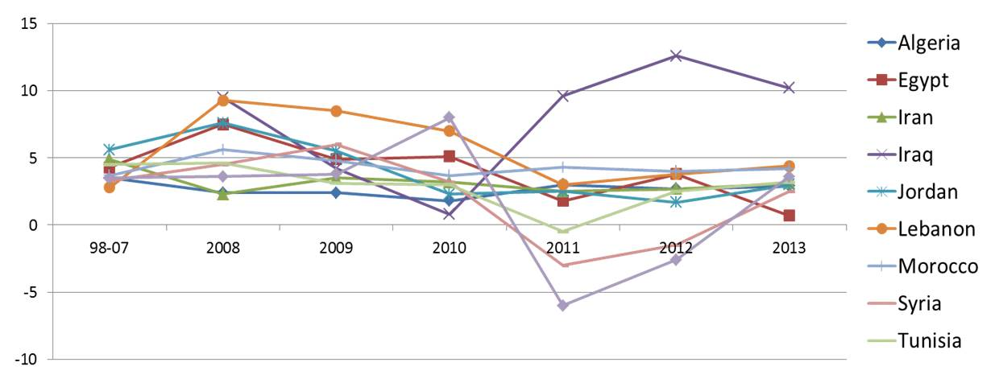 15
10
5
0
-5
-10
98-07 2008 2009 2010 2011 2012 2013
Algeria
Egypt
Iran
Iraq
Jordan
Lebanon
Morocco
Syria
Tunisia